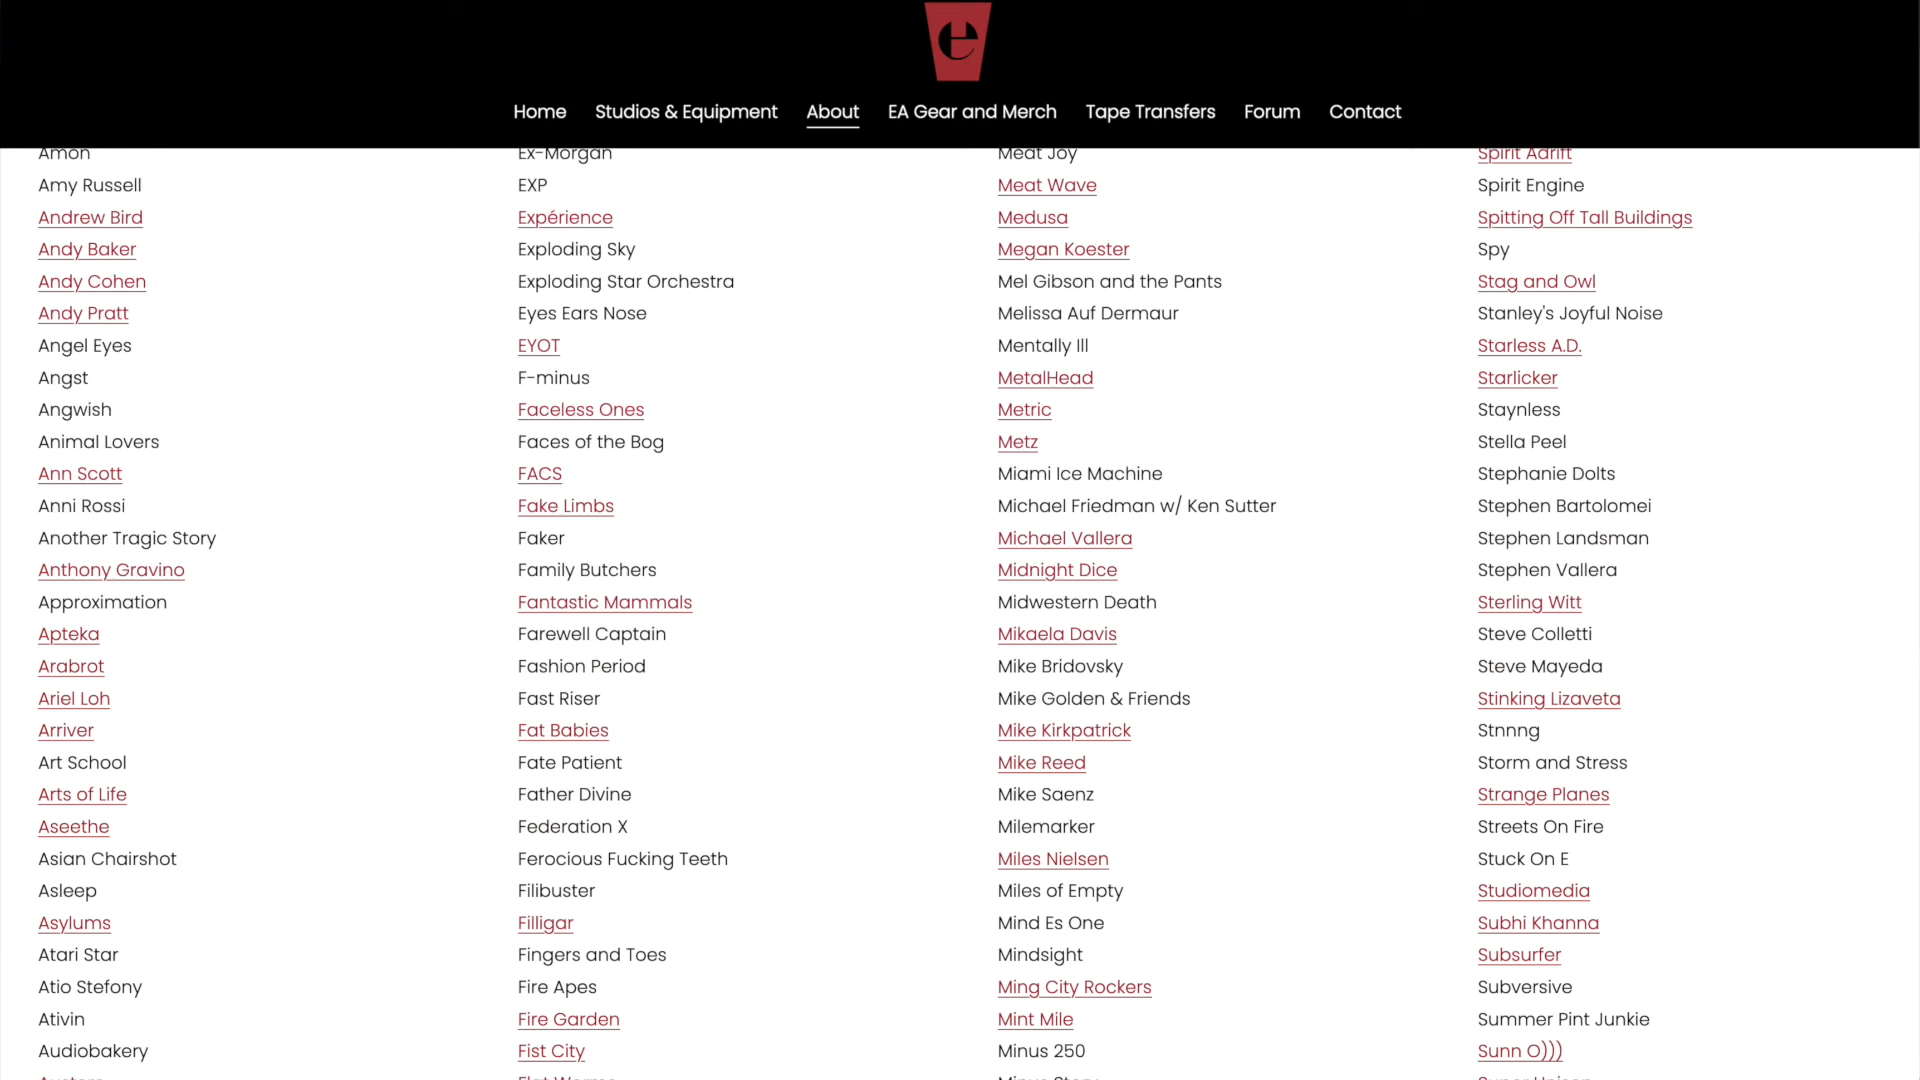 Home Studios & Equipment About EA Gear and Merch Tape Transfers Forum Contact
Amon
Amy Russell
Andrew Bird
Andy Baker
Andy Cohen
Andy Pratt
Angel Eyes
Angst
Angwish
Animal Lovers
Ann Scott
Anni Rossi
Another Tragic Story
Anthony Gravino
Approximation
Apteka
Arabrot
Ariel Loh
Arriver
Art School
Arts of Life
Aseethe
Asian Chairshot
Asleep
Asylums
Atari Star
Atio Stefony
Ativin
Audiobakery
Ex-Morgan
EXP
Expérience
Exploding Sky
Exploding Star Orchestra
Eyes Ears Nose
EYOT
F-minus
Faceless Ones
Faces of the Bog
FACS
Fake Limbs
Faker
Family Butchers
Fantastic Mammals
Farewell Captain
Fashion Period
Fast Riser
Fat Babies
Fate Patient
Father Divine
Federation X
Ferocious Fucking Teeth
Filibuster
Filligar
Fingers and Toes
Fire Apes
Fire Garden
Fist City
Meat Joy
Meat Wave
Medusa
Megan Koester
Mel Gibson and the Pants
Melissa Auf Dermaur
Mentally Ill
MetalHead
Metric
Metz
Miami Ice Machine
Michael Friedman w/ Ken Sutter
Michael Vallera
Midnight Dice
Midwestern Death
Mikaela Davis
Mike Bridovsky
Mike Golden & Friends
Mike Kirkpatrick
Mike Reed
Mike Saenz
Milemarker
Miles Nielsen
Miles of Empty
Mind Es One
Mindsight
Ming City Rockers
Mint Mile
Minus 250
Spirit Adrift
Spirit Engine
Spitting Off Tall Buildings
Spy
Stag and Owl
Stanley's Joyful Noise
Starless A.D.
Starlicker
Staynless
Stella Peel
Stephanie Dolts
Stephen Bartolomei
Stephen Landsman
Stephen Vallera
Sterling Witt
Steve Colletti
Steve Mayeda
Stinking Lizaveta
Stnnng
Storm and Stress
Strange Planes
Streets On Fire
Stuck On E
Studiomedia
Subhi Khanna
Subsurfer
Subversive
Summer Pint Junkie
Sunn O)))